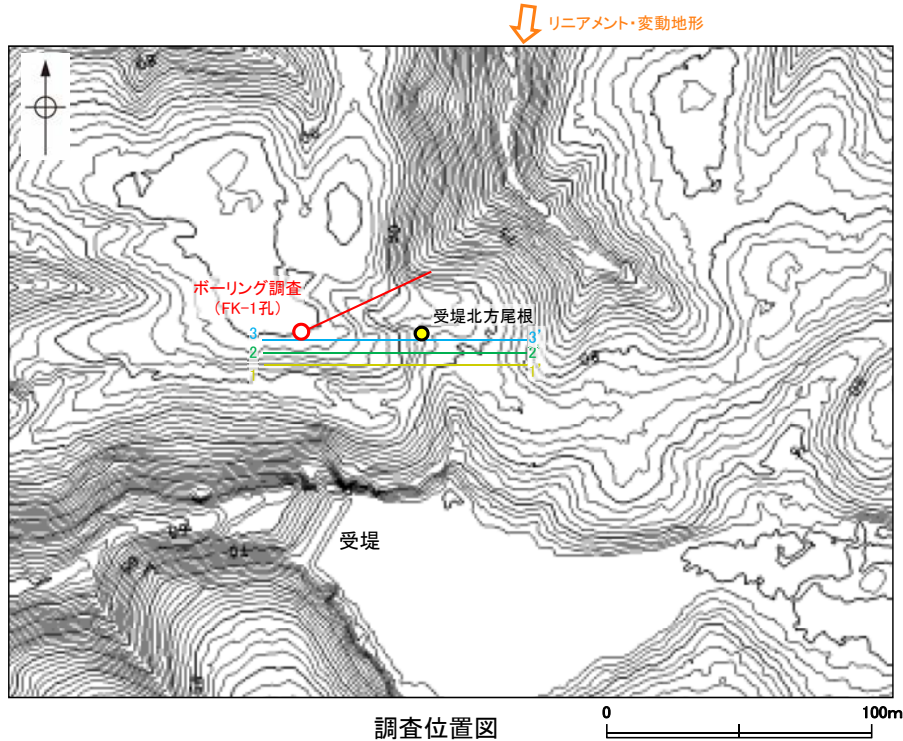 リニアメント・変動地形
ボーリング調査
(FK-1孔)
受堤北方尾根
3
3'
2
2'
1
1'
受堤
調査位置図
0
100m